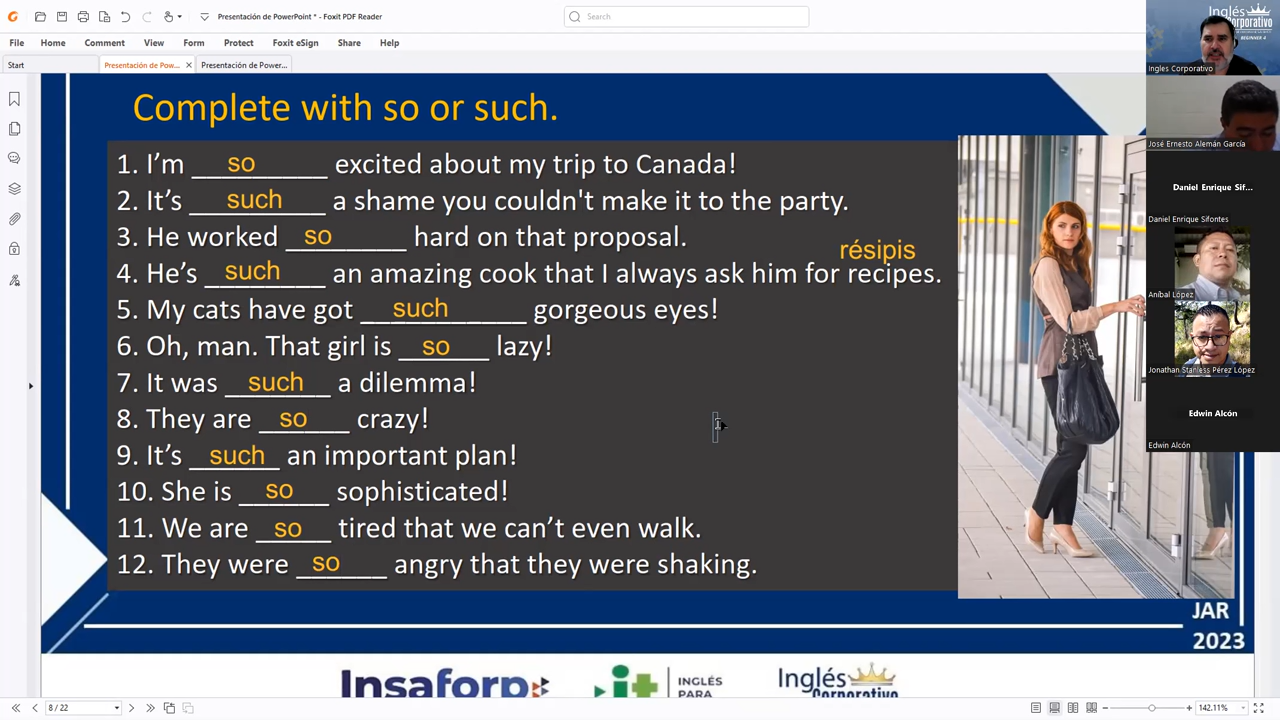 Presentación de PowerPoint * - Foxit PDF Reader
Search
File Home Comment View Form Protect Foxit eSign Share Help
Start
Presentación de Pow...
Presentación de Power...
Complete with so or such.
1. I'm so excited about my trip to Canada!
2. It's such a shame you couldn't make it to the party.
3. He worked so hard on that proposal.
résipis
4. He's such an amazing cook that I always ask him for recipes.
5. My cats have got such gorgeous eyes!
6. Oh, man. That girl is so lazy!
7. It was such a dilemma!
8. They are so crazy!
9. It's such an important plan!
10. She is so sophisticated!
11. We are so tired that we can't even walk.
12. They were so angry that they were shaking.
JAR
2023
Insaforp
it
INGLÉS
PARA
Inglés
Corporativo
Inglés
Corporativo
BEGINNER 4
Ingles Corporativo
José Ernesto Alemán García
Daniel Enrique Sif...
Daniel Enrique Sifontes
Aníbal López
Jonathan Stanless Pérez López
Edwin Alcón
Edwin Alcón
8 / 22
142.11%